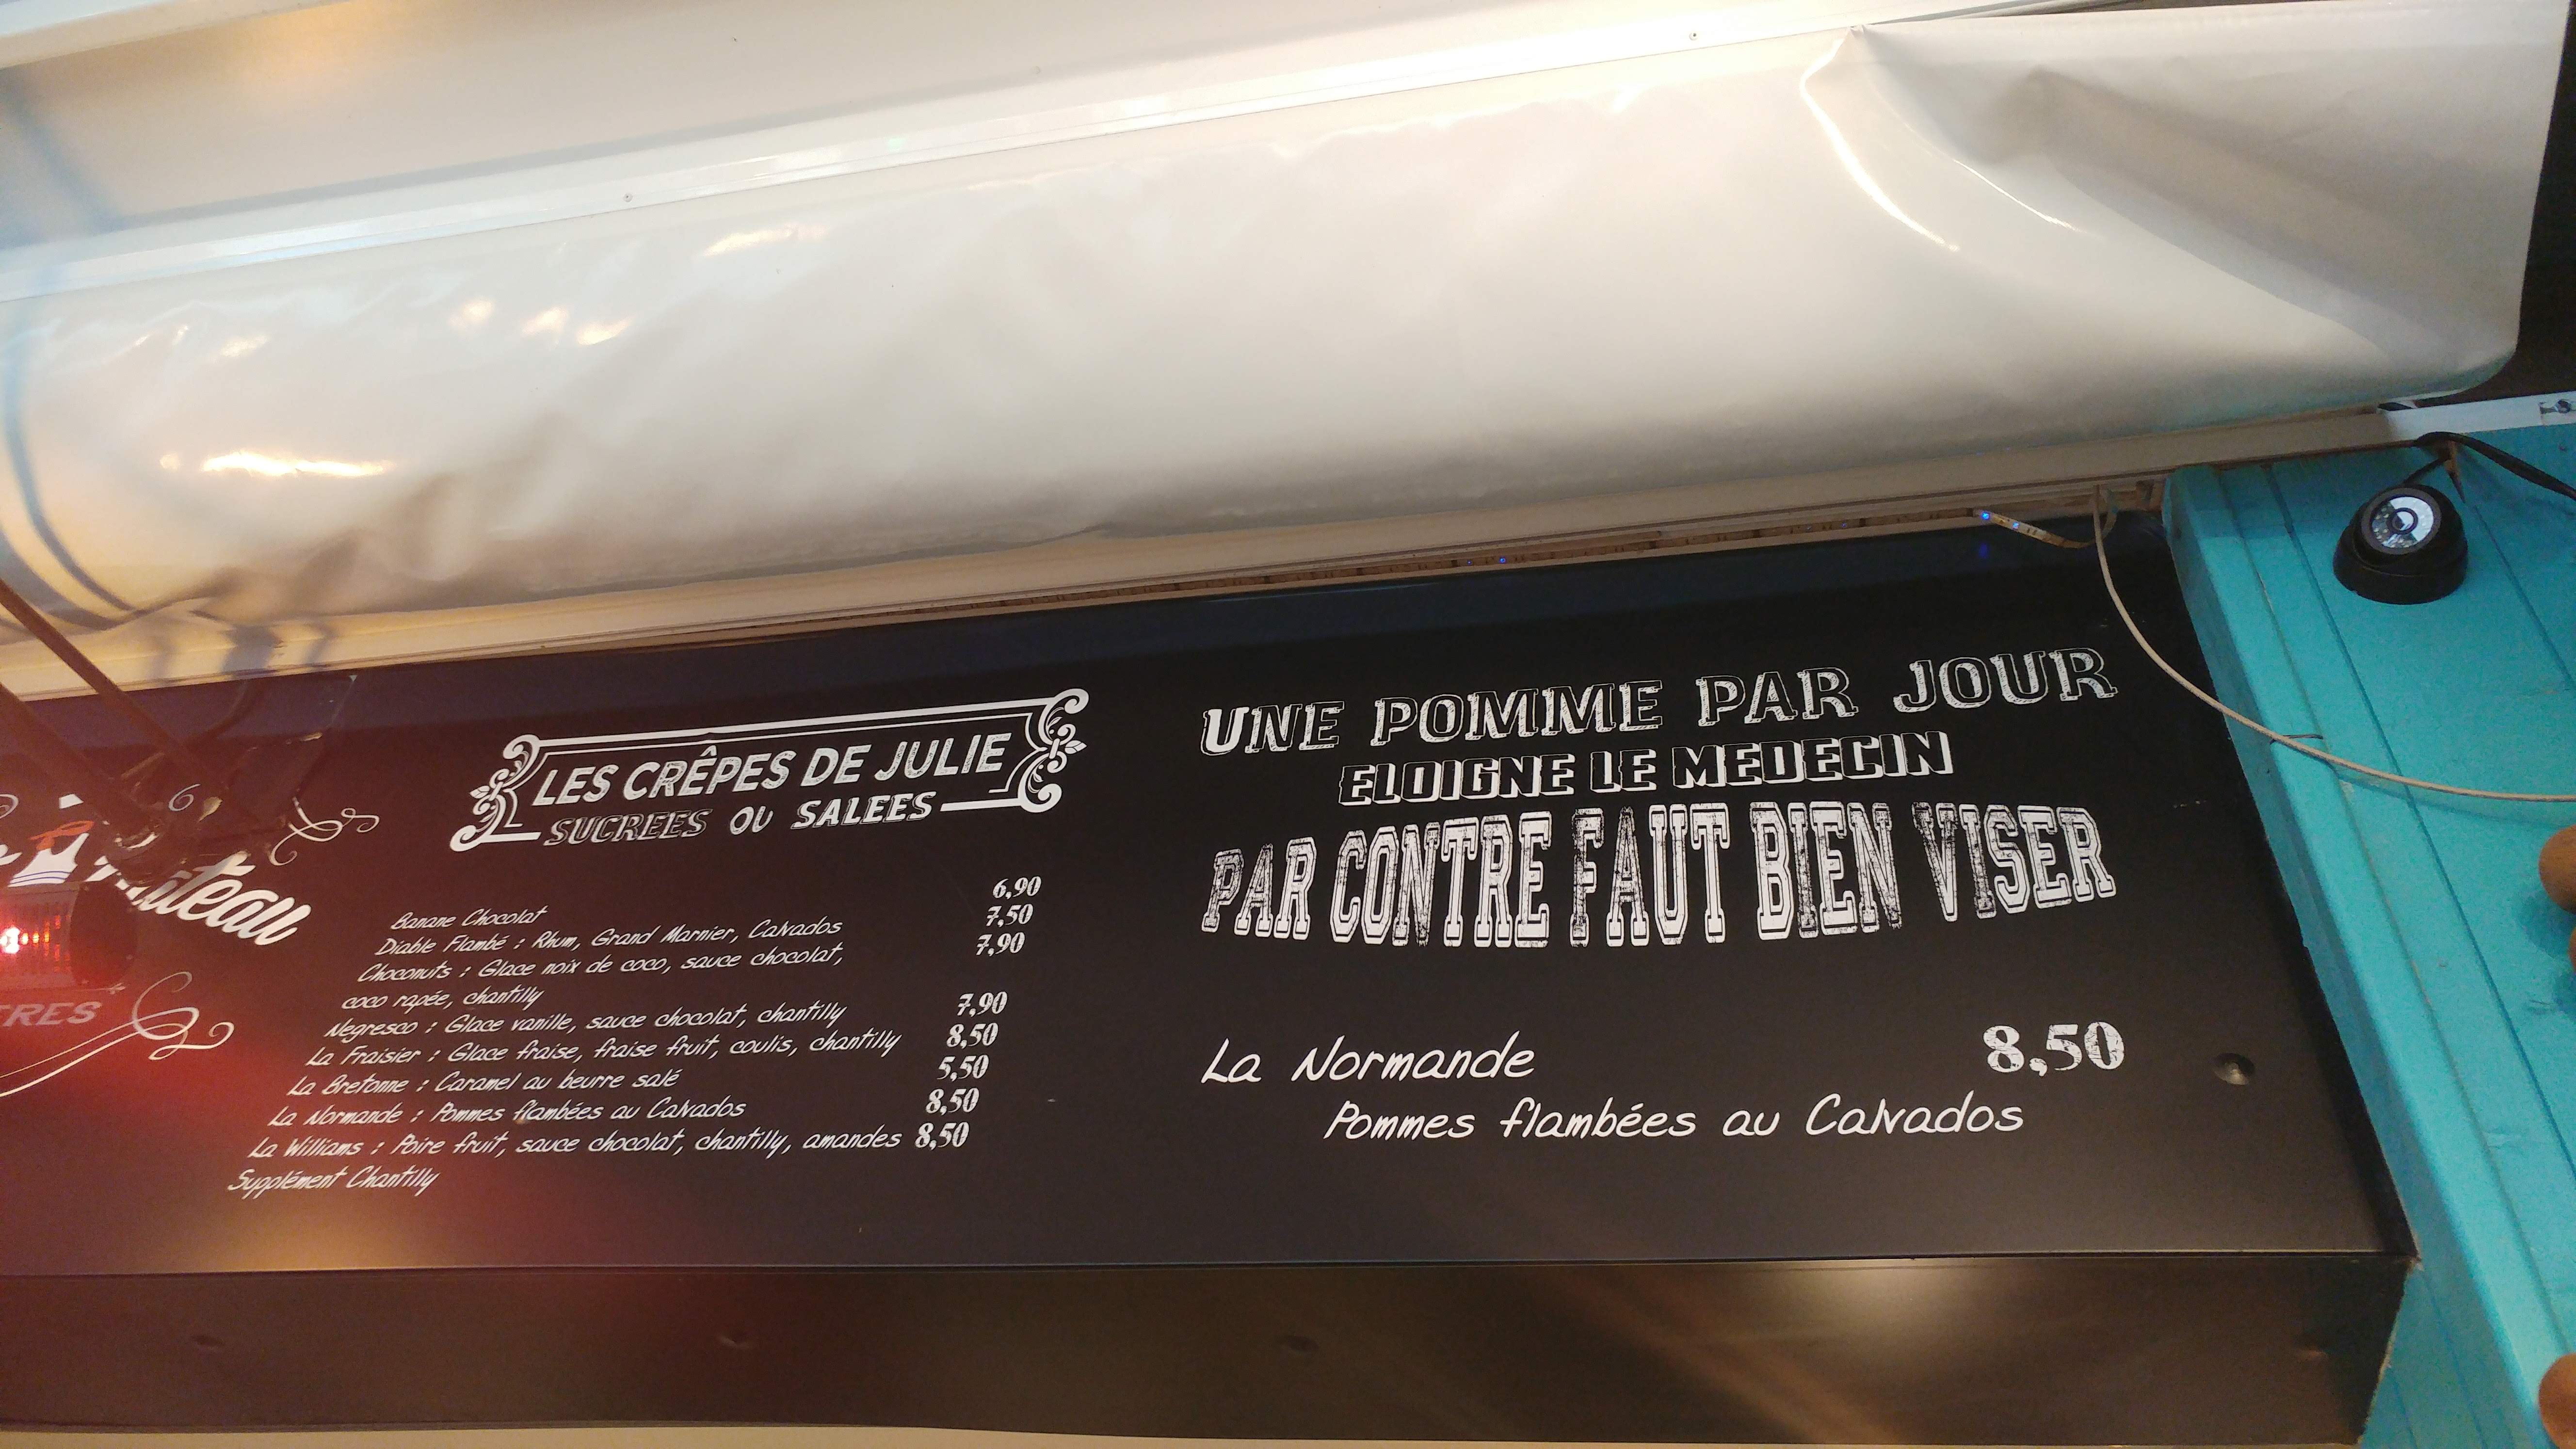 LES CRÊPES DE JULIE
SUCREES OU SALEES
Banane Chocolat 6,90
Diable Flambé : Rhum, Grand Marnier, Calvados 7,50
Choconuts : Glace noix de coco, sauce chocolat, 7,90
coco rapée, chantilly
Negresco : Glace vanille, sauce chocolat, chantilly 7,90
La Fraisier : Glace fraise, fraise fruit, coulis, chantilly 8,50
La Bretonne : Caramel au beurre salé 5,50
La Normande : Pommes flambées au Calvados 8,50
La Williams : Poire fruit, sauce chocolat, chantilly, amandes 8,50
Supplément Chantilly
UNE POMME PAR JOUR
ELOIGNE LE MEDECIN
PAR CONTRE FAUT BIEN VISER
La Normande 8,50
Pommes flambées au Calvados